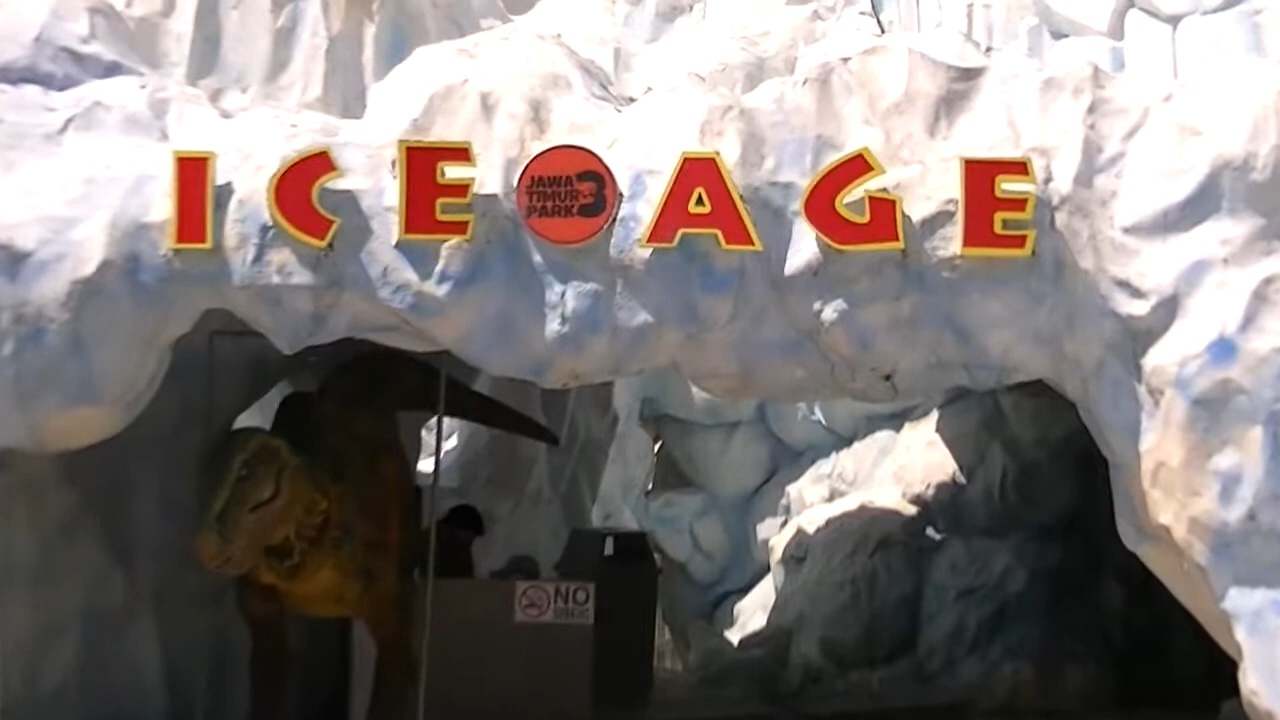 ICE AGE
JAWA
TIMUR
PARK 3
NO